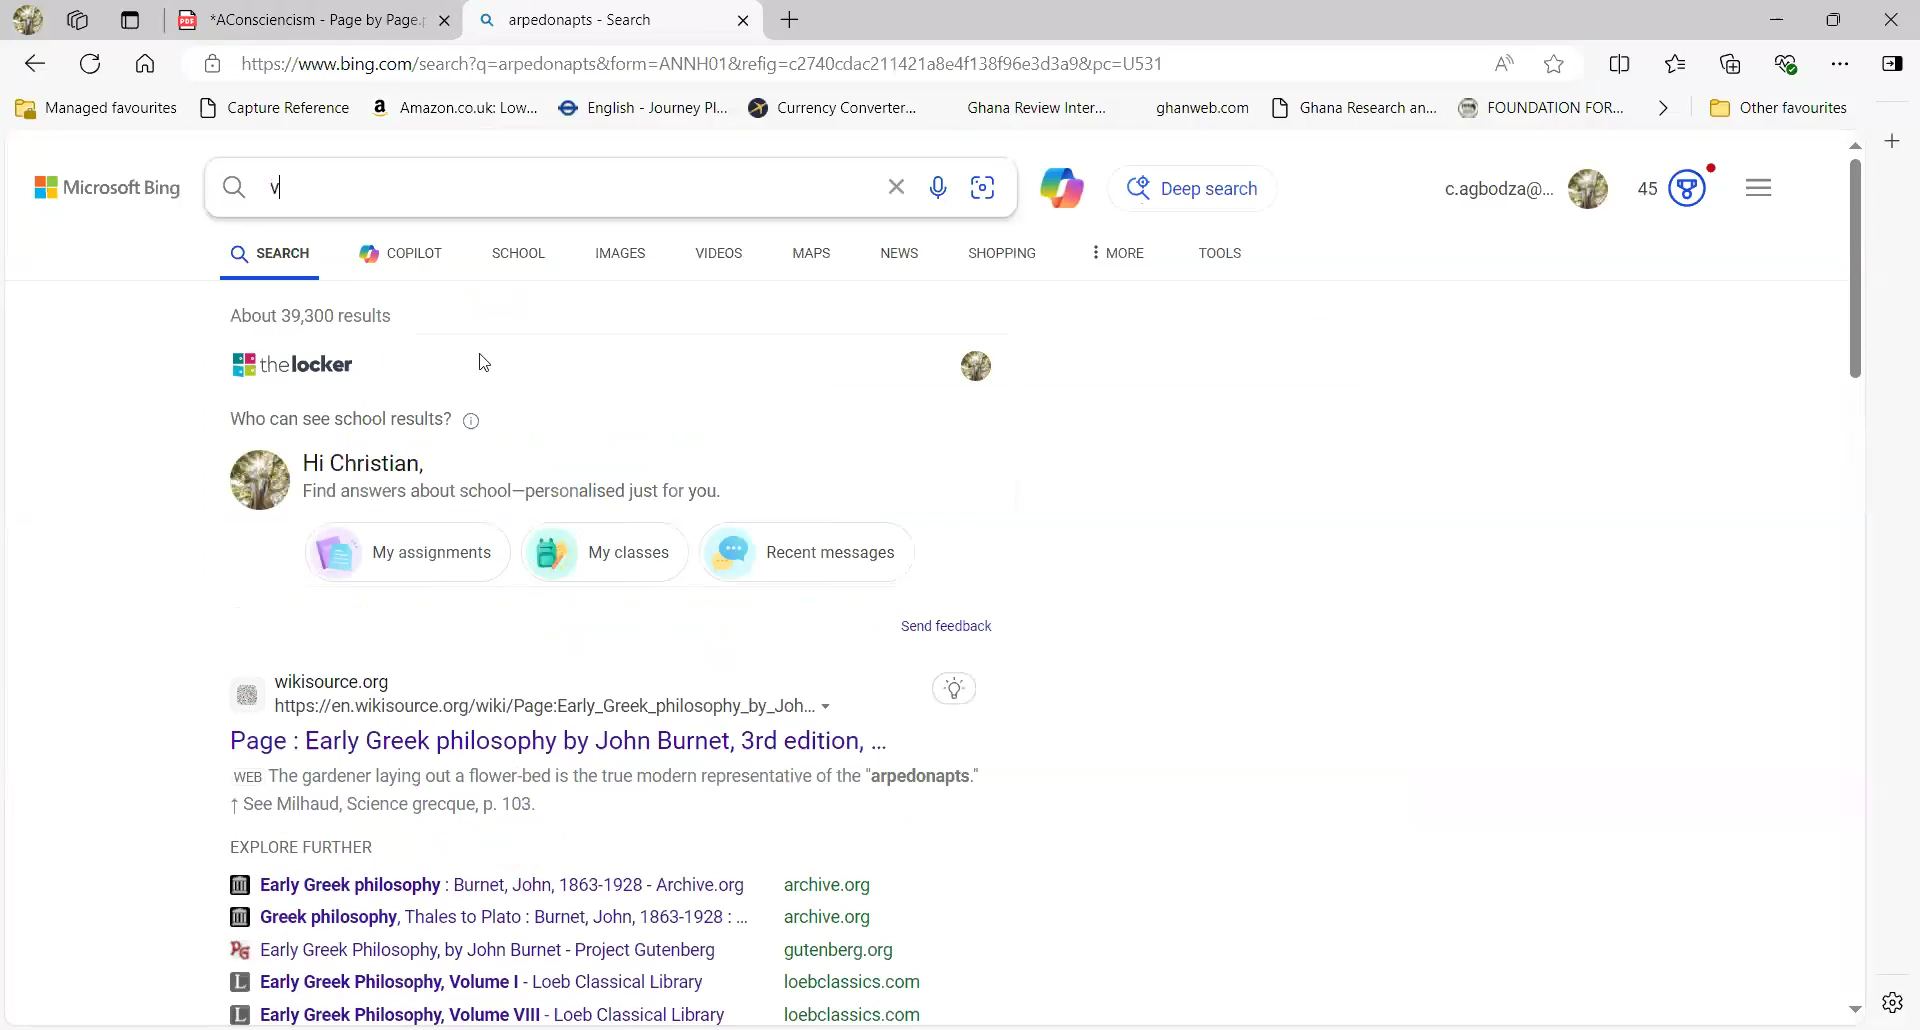 *AConsciencism - Page by Page.p
arpedonapts - Search
https://www.bing.com/search?q=arpedonapts&form=ANNH01&refig=c2740cdac211421a8e4f138f96e3d3a9&pc=U531
Managed favourites Capture Reference Amazon.co.uk: Low... English - Journey Pl... Currency Converter... Ghana Review Inter... ghanweb.com Ghana Research an... FOUNDATION FOR... Other favourites
Microsoft Bing
v
Deep search
c.agbodza@...
45
SEARCH COPILOT SCHOOL IMAGES VIDEOS MAPS NEWS SHOPPING MORE TOOLS
About 39,300 results
thelocker
Who can see school results?
Hi Christian,
Find answers about school—personalised just for you.
My assignments My classes Recent messages
Send feedback
wikisource.org
https://en.wikisource.org/wiki/Page:Early_Greek_philosophy_by_Joh...
Page : Early Greek philosophy by John Burnet, 3rd edition, ...
WEB The gardener laying out a flower-bed is the true modern representative of the "arpedonapts."
↑ See Milhaud, Science grecque, p. 103.
EXPLORE FURTHER
Early Greek philosophy : Burnet, John, 1863-1928 - Archive.org archive.org
Greek philosophy, Thales to Plato : Burnet, John, 1863-1928 : ... archive.org
Early Greek Philosophy, by John Burnet - Project Gutenberg gutenberg.org
Early Greek Philosophy, Volume I - Loeb Classical Library loebclassics.com
Early Greek Philosophy, Volume VIII - Loeb Classical Library loebclassics.com